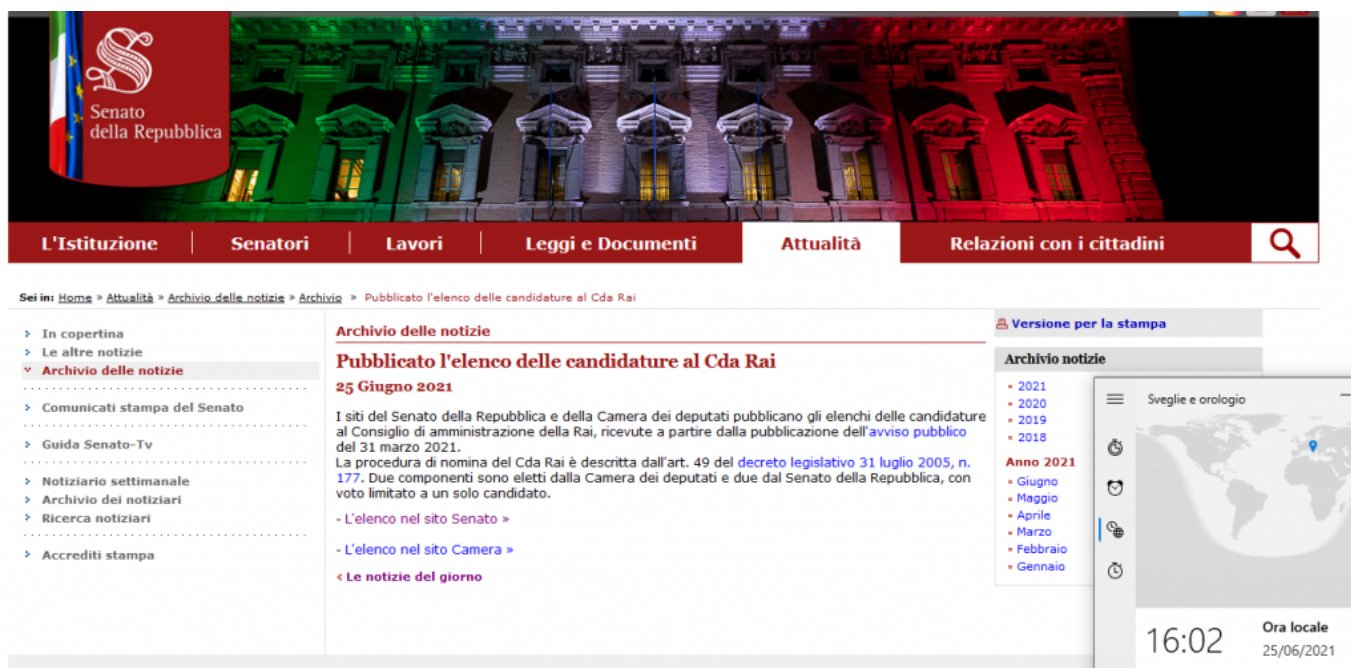 Senato
della Repubblica
L'Istituzione
Senatori
Lavori
Leggi e Documenti
Attualità
Relazioni con i cittadini
Sei in: Home » Attualità » Archivio delle notizie » Archivio » Pubblicato l'elenco delle candidature al Cda Rai
In copertina
Le altre notizie
Archivio delle notizie
Comunicati stampa del Senato
Guida Senato-Tv
Notiziario settimanale
Archivio dei notiziari
Ricerca notiziari
Accrediti stampa
Archivio delle notizie
Pubblicato l'elenco delle candidature al Cda Rai
25 Giugno 2021
I siti del Senato della Repubblica e della Camera dei deputati pubblicano gli elenchi delle candidature
al Consiglio di amministrazione della Rai, ricevute a partire dalla pubblicazione dell'avviso pubblico
del 31 marzo 2021.
La procedura di nomina del Cda Rai è descritta dall'art. 49 del decreto legislativo 31 luglio 2005, n.
177. Due componenti sono eletti dalla Camera dei deputati e due dal Senato della Repubblica, con
voto limitato a un solo candidato.
- L'elenco nel sito Senato »
- L'elenco nel sito Camera »
‹ Le notizie del giorno
Versione per la stampa
Archivio notizie
2021
2020
2019
2018
Anno 2021
Giugno
Maggio
Aprile
Marzo
Febbraio
Gennaio
Sveglie e orologio
16:02
Ora locale
25/06/2021